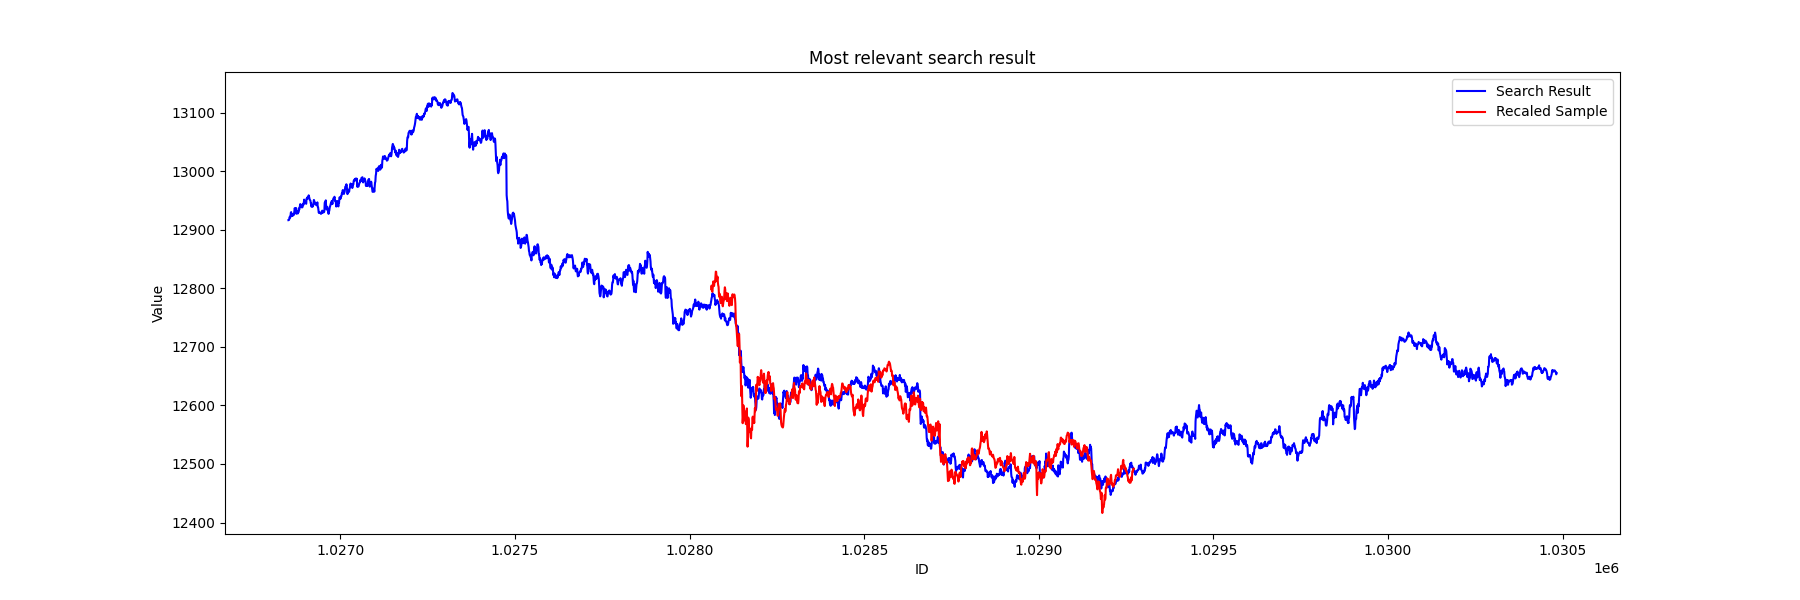 Most relevant search result
Search Result
Recaled Sample
13100
13000
12900
12800
12700
12600
12500
12400
Value
1.0270
1.0275
1.0280
1.0285
1.0290
1.0295
1.0300
1.0305
ID
1e6